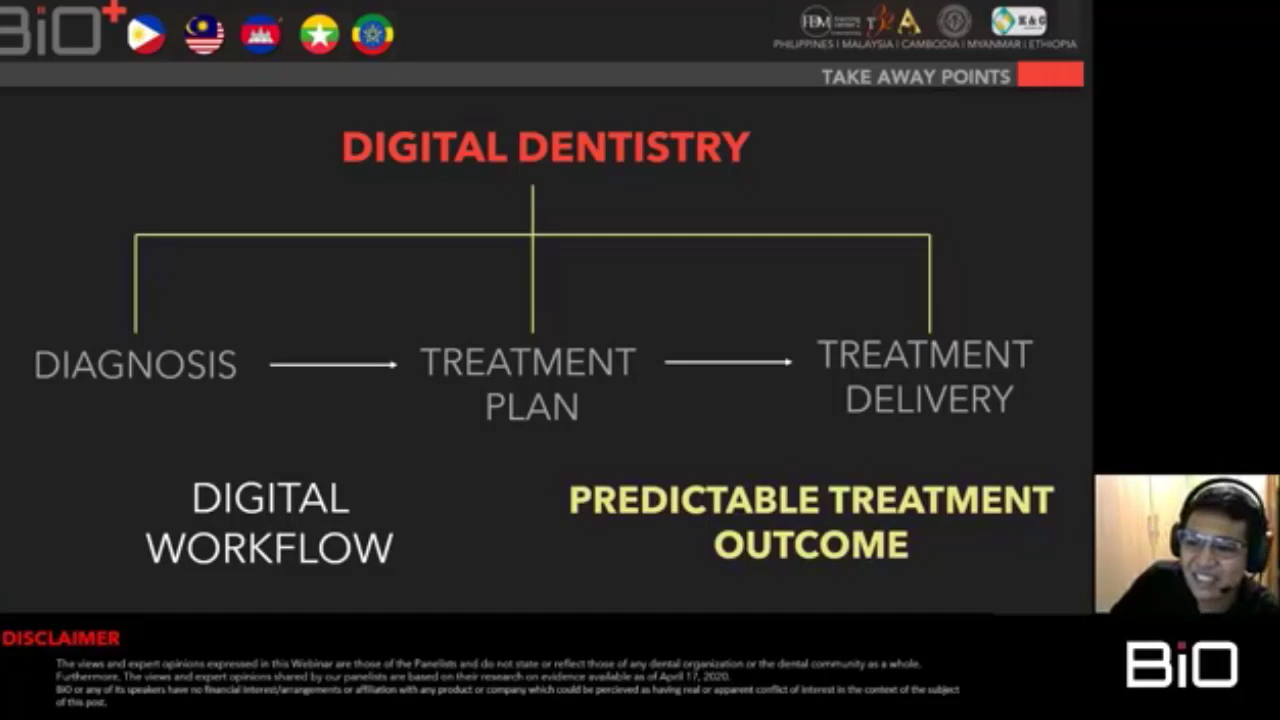 BiO+
PHILIPPINES | MALAYSIA | CAMBODIA | MYANMAR | ETHIOPIA
TAKE AWAY POINTS
DIGITAL DENTISTRY
DIAGNOSIS
TREATMENT
PLAN
TREATMENT
DELIVERY
DIGITAL
WORKFLOW
PREDICTABLE TREATMENT
OUTCOME
DISCLAIMER
The views and expert opinions expressed in this Webinar are those of the Panelists and do not state or reflect those of any dental organization or the dental community as a whole.
Furthermore, The views and expert opinions shared by our panelists are based on their research on evidence available as of April 17, 2020.
BiO or any of its speakers have no financial interest/arrangements or affiliation with any product or company which could be percieved as having real or apparent conflict of interest in the context of the subject
of this post.
BiO